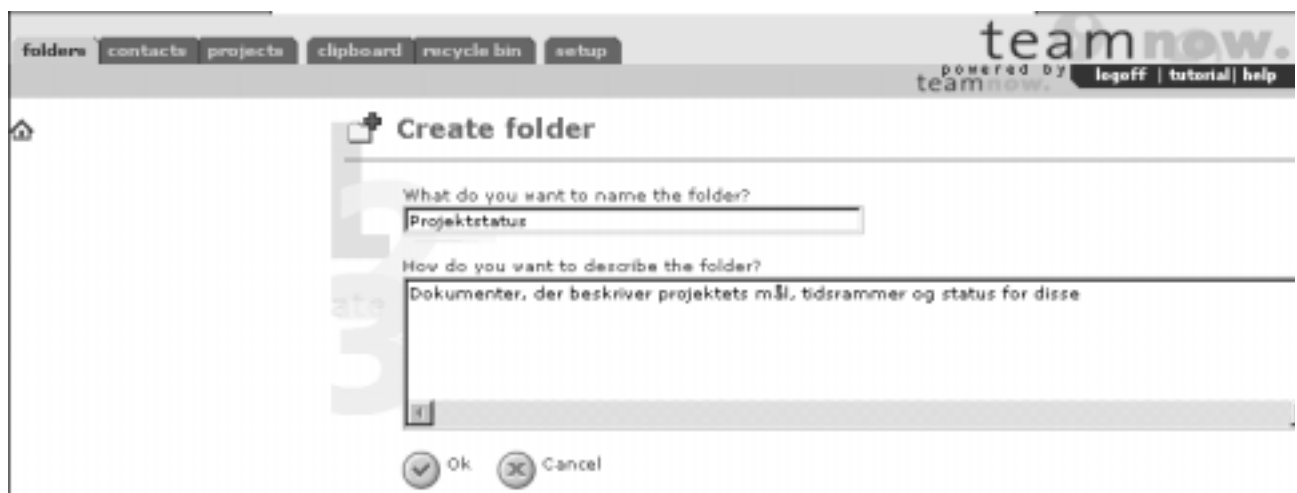 folders contacts projects clipboard recycle bin setup
teamnow.
powered by
teamnow.
logoff | tutorial | help
Create folder
What do you want to name the folder?
Projektstatus
How do you want to describe the folder?
Dokumenter, der beskriver projektets mål, tidsrammer og status for disse
Ok Cancel